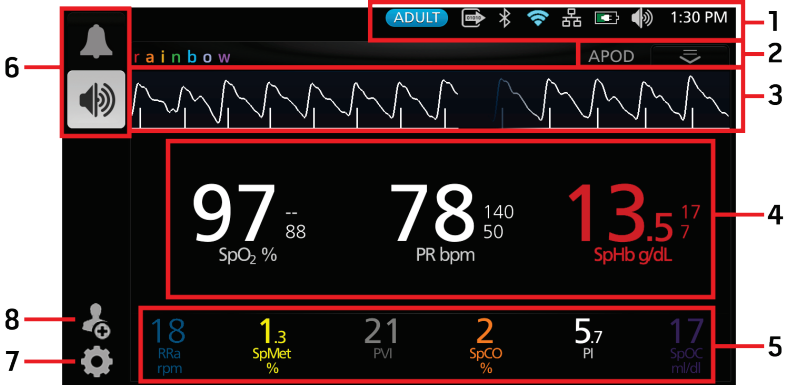 ADULT 1:30 PM 1
6
rainbow APOD 2
3
97 -- 88 SpO₂ %
78 140 50 PR bpm
13.5 17 7 SpHb g/dL
4
8
18 RRa rpm
1.3 SpMet %
21 PVI
2 SpCO %
5.7 PI
17 SpOC ml/dl
5
7